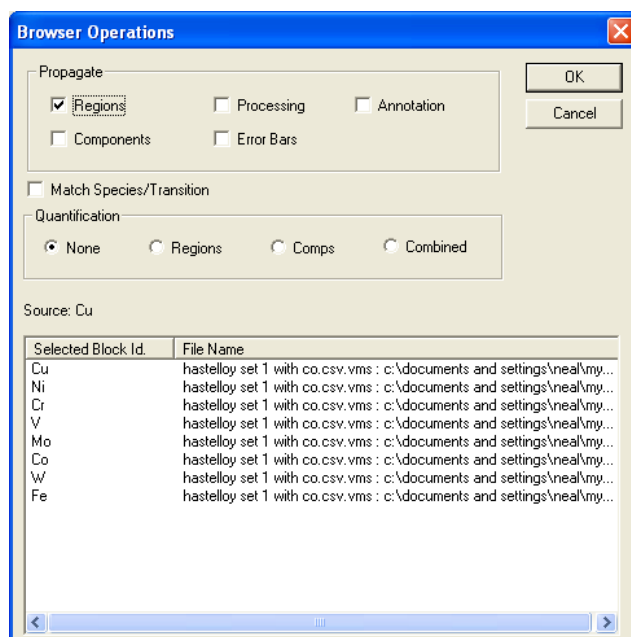 Browser Operations
Propagate
OK
Regions Processing Annotation
Cancel
Components Error Bars
Match Species/Transition
Quantification
None Regions Comps Combined
Source: Cu
Selected Block Id. File Name
Cu hastelloy set 1 with co.csv.vms : c:\documents and settings\neal\my...
Ni hastelloy set 1 with co.csv.vms : c:\documents and settings\neal\my...
Cr hastelloy set 1 with co.csv.vms : c:\documents and settings\neal\my...
V hastelloy set 1 with co.csv.vms : c:\documents and settings\neal\my...
Mo hastelloy set 1 with co.csv.vms : c:\documents and settings\neal\my...
Co hastelloy set 1 with co.csv.vms : c:\documents and settings\neal\my...
W hastelloy set 1 with co.csv.vms : c:\documents and settings\neal\my...
Fe hastelloy set 1 with co.csv.vms : c:\documents and settings\neal\my...